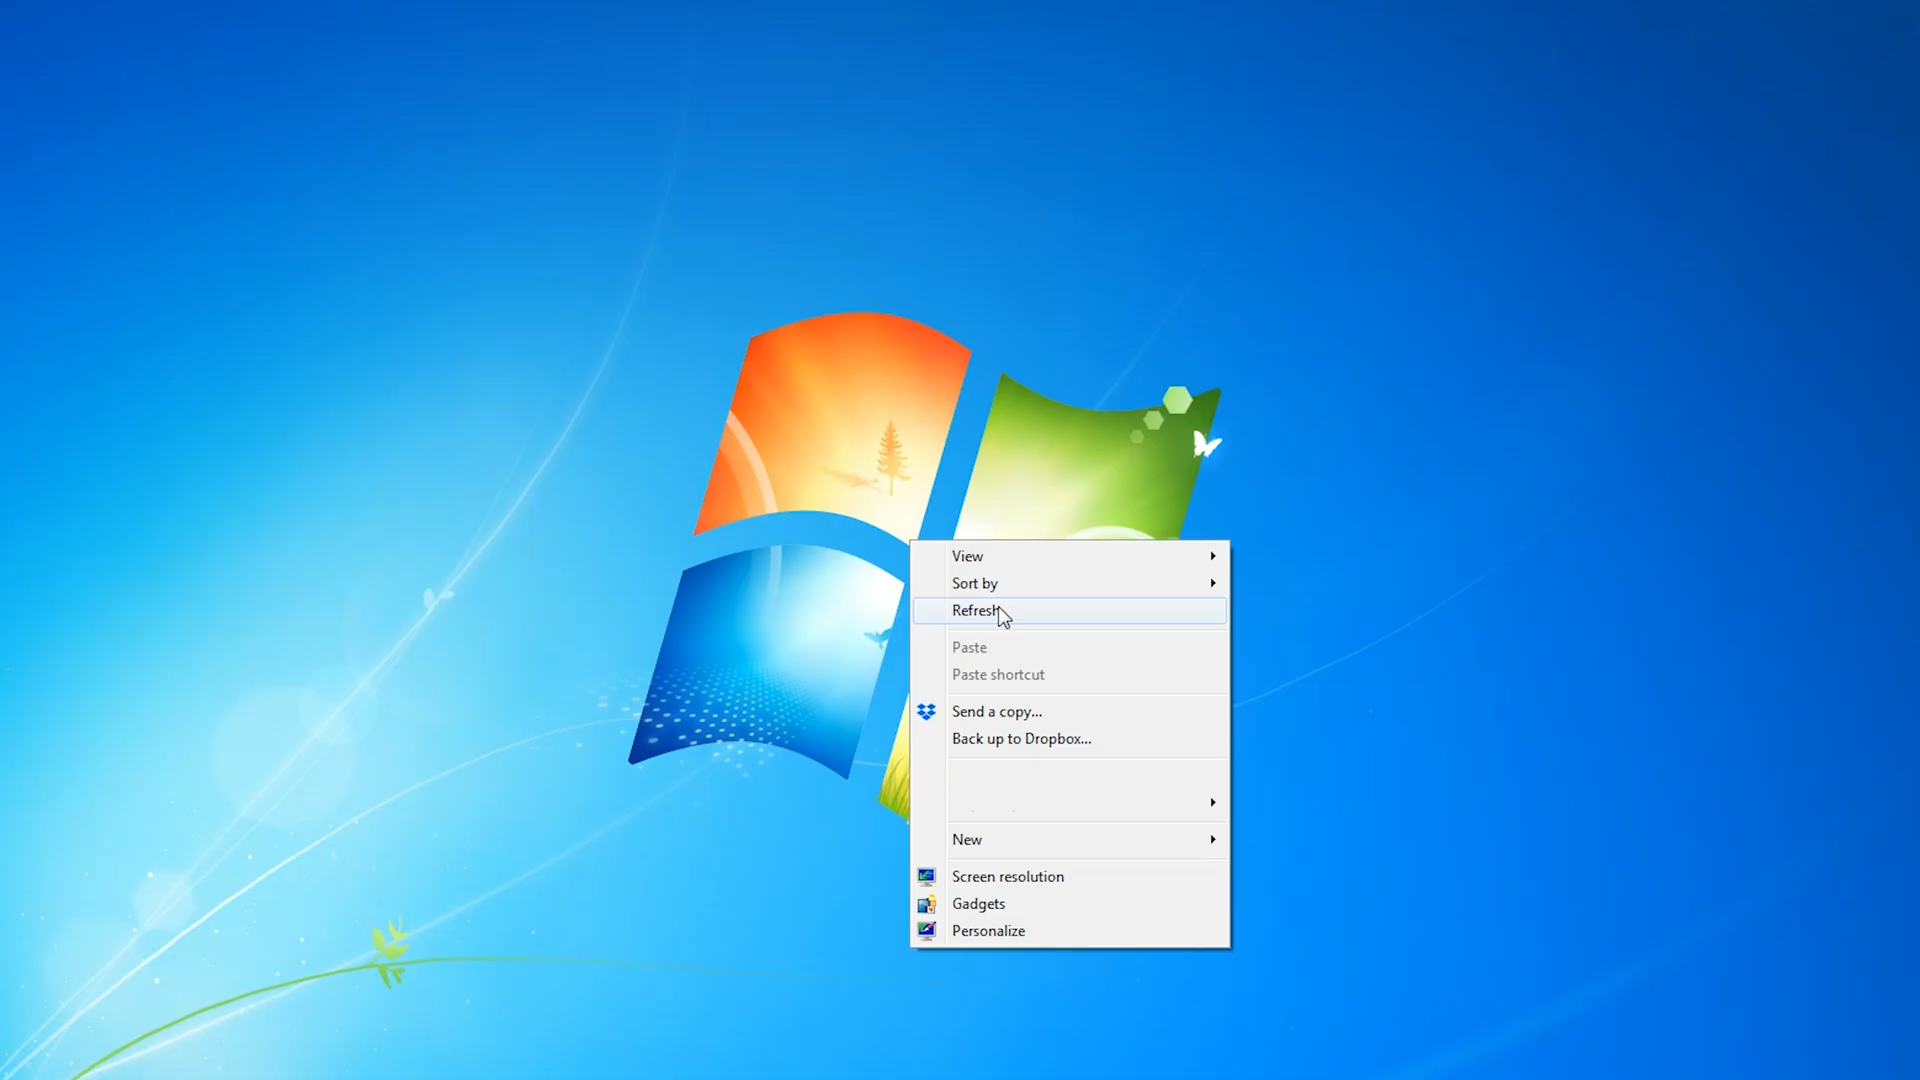 View
Sort by
Refresh
Paste
Paste shortcut
Send a copy...
Back up to Dropbox...
New
Screen resolution
Gadgets
Personalize